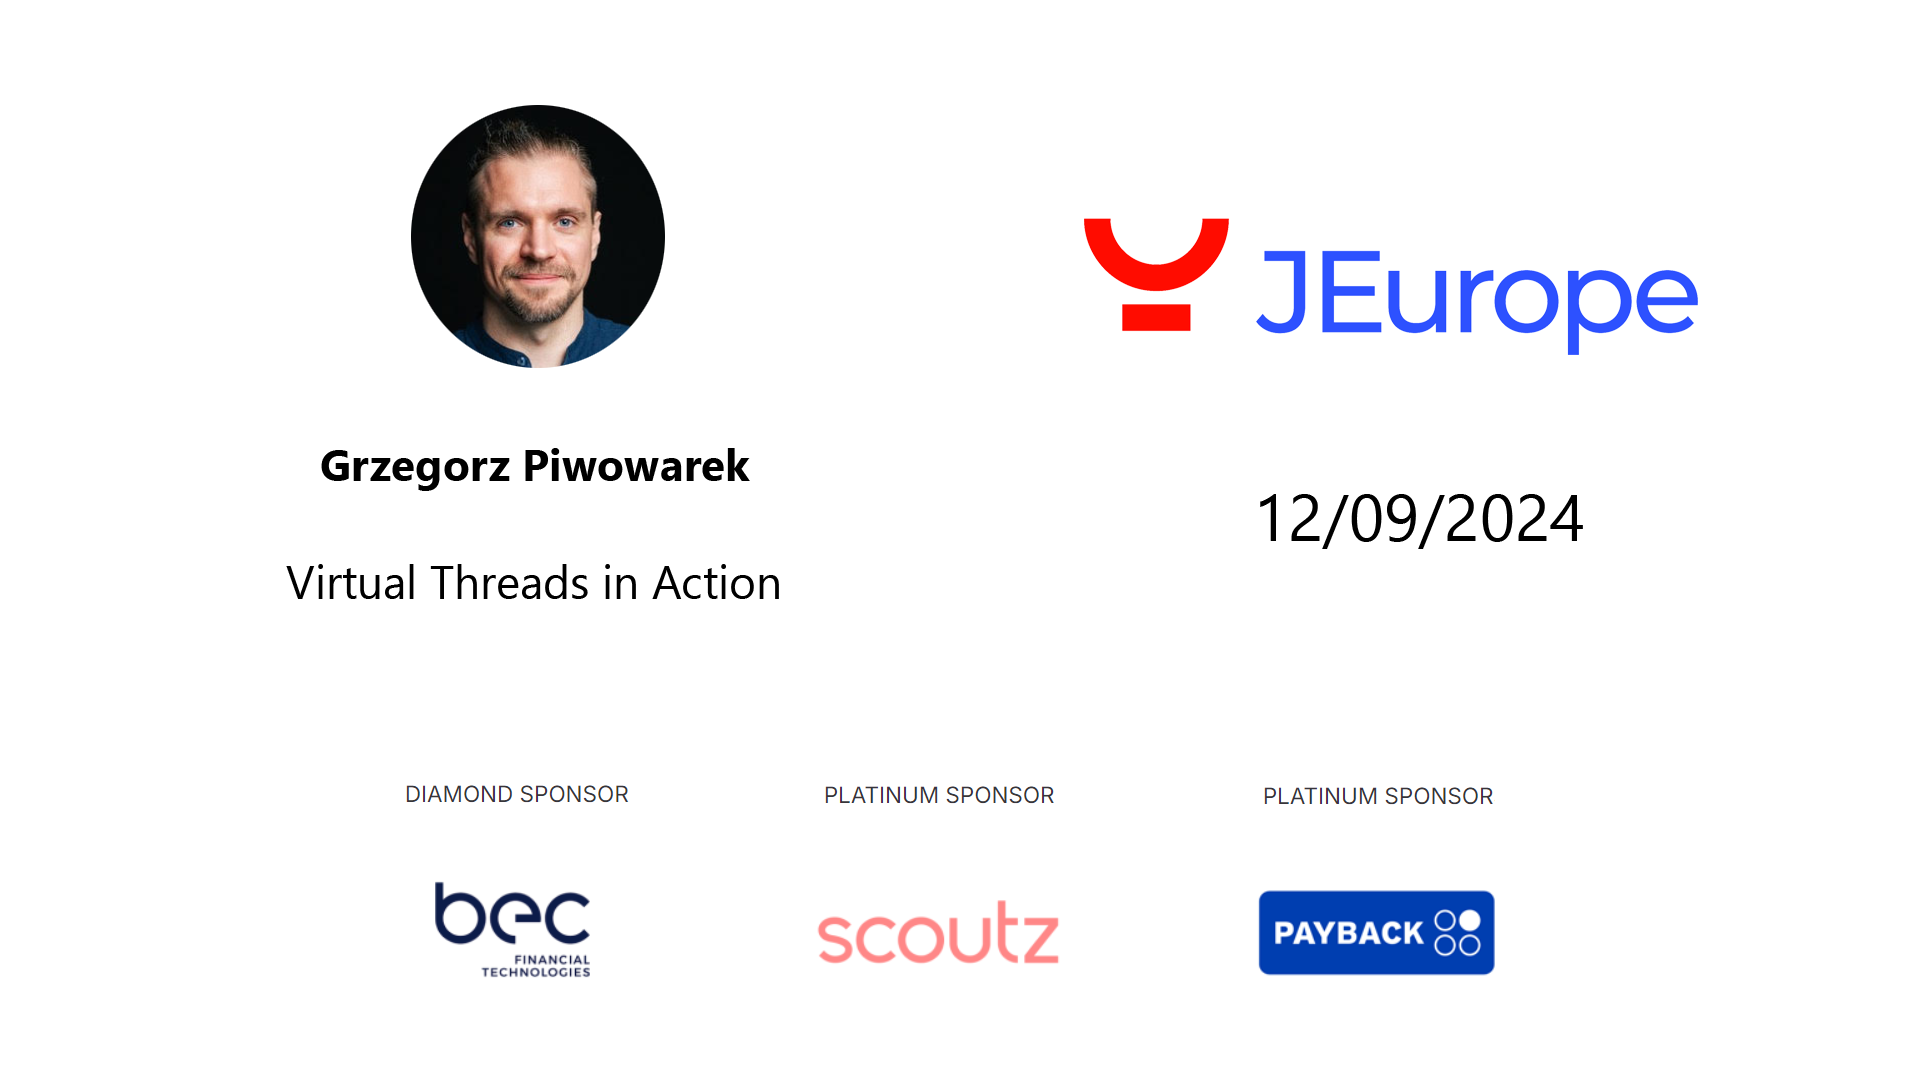 JEurope
Grzegorz Piwowarek
12/09/2024
Virtual Threads in Action
DIAMOND SPONSOR
PLATINUM SPONSOR
PLATINUM SPONSOR
bec
FINANCIAL
TECHNOLOGIES
scoutz
PAYBACK